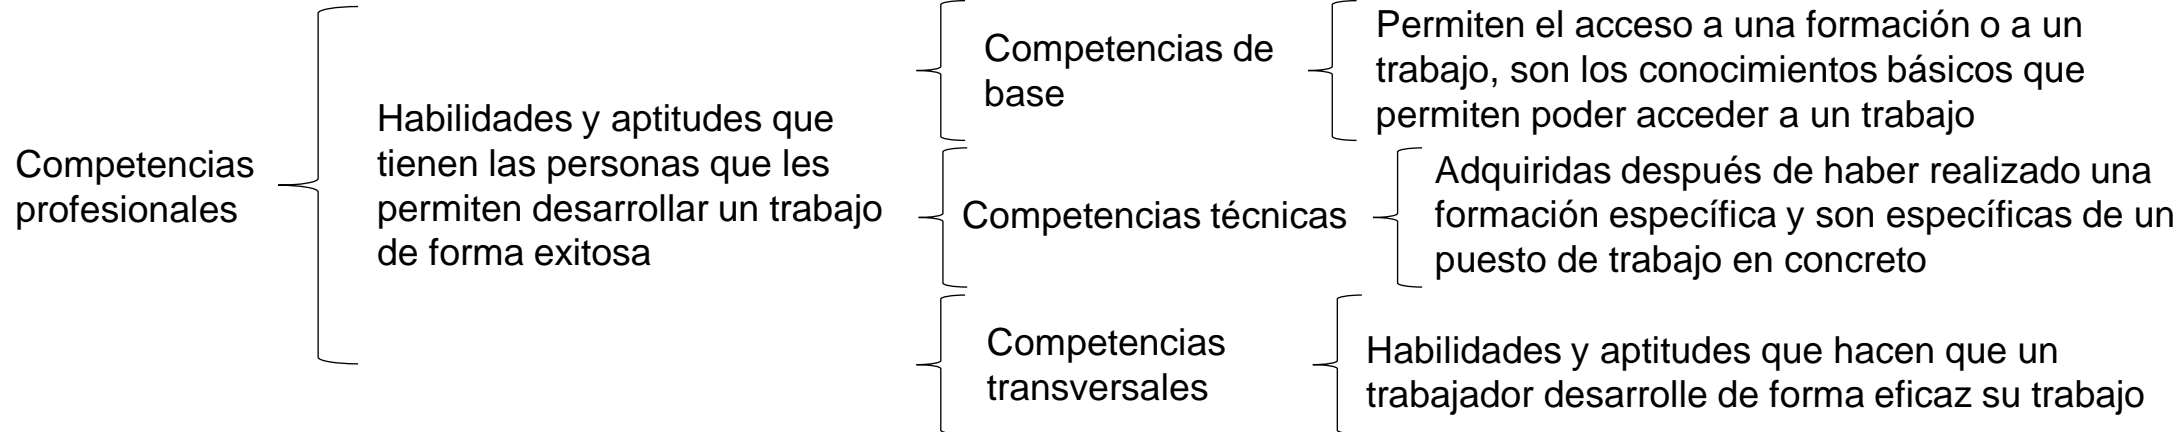 Competencias
profesionales
Habilidades y aptitudes que
tienen las personas que les
permiten desarrollar un trabajo
de forma exitosa
Competencias de
base
Permiten el acceso a una formación o a un
trabajo, son los conocimientos básicos que
permiten poder acceder a un trabajo
Competencias técnicas
Adquiridas después de haber realizado una
formación específica y son específicas de un
puesto de trabajo en concreto
Competencias
transversales
Habilidades y aptitudes que hacen que un
trabajador desarrolle de forma eficaz su trabajo